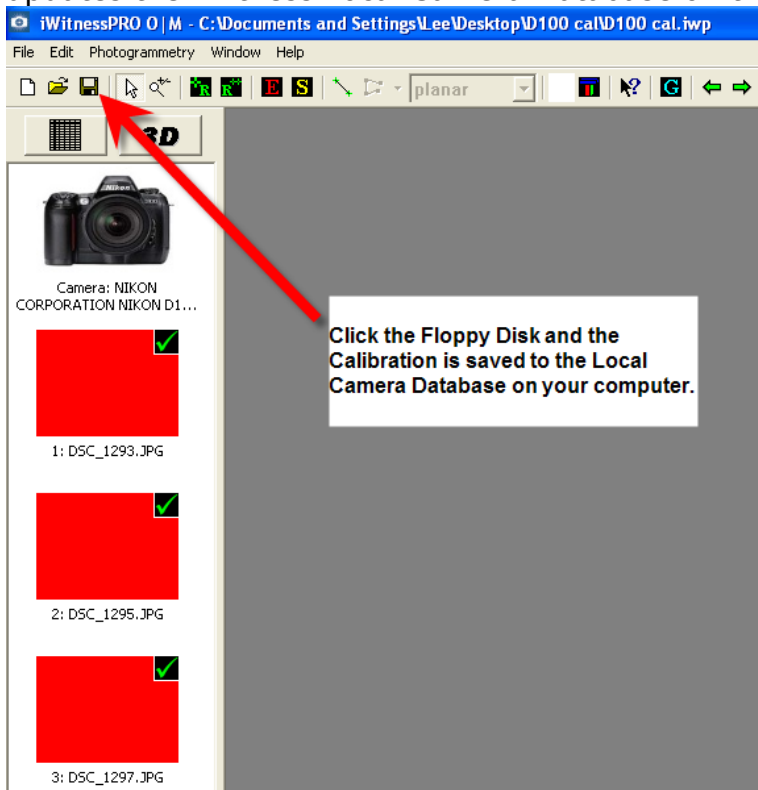 iWitnessPRO O|M - C:\Documents and Settings\Lee\Desktop\D100 cal\D100 cal.iwp
File Edit Photogrammetry Window Help
R R E S planar G
3D
Nikon
Camera: NIKON
CORPORATION NIKON D1...
Click the Floppy Disk and the
Calibration is saved to the Local
Camera Database on your computer.
1: DSC_1293.JPG
2: DSC_1295.JPG
3: DSC_1297.JPG